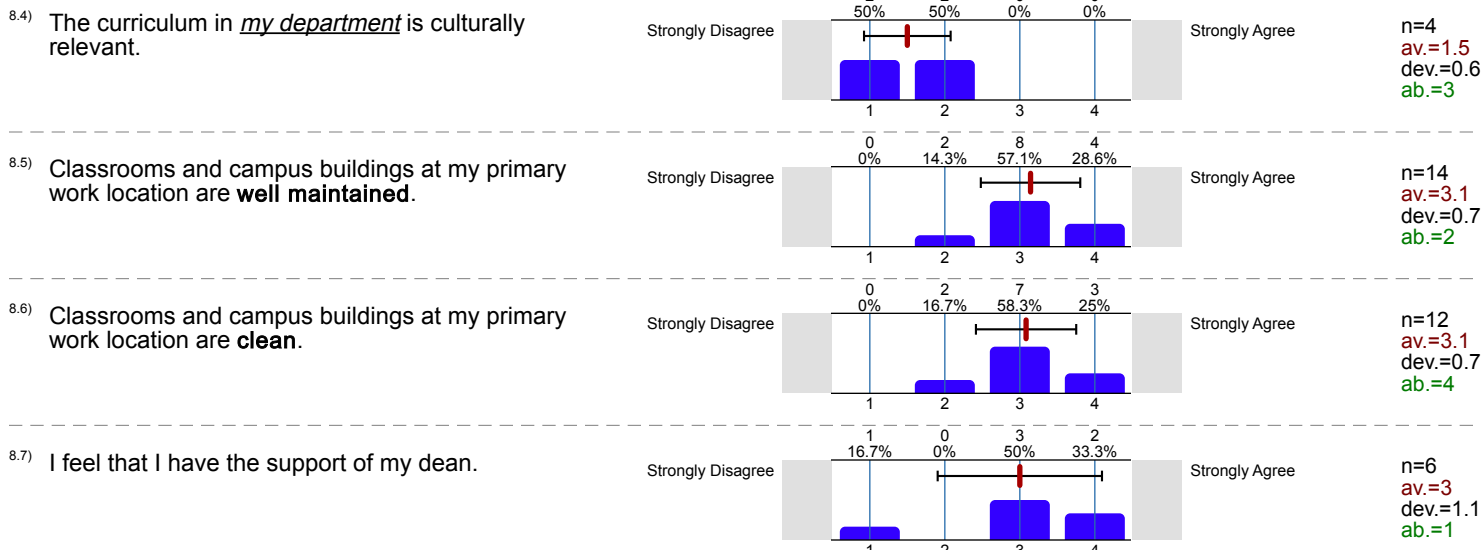 50% 50% 0% 0%
8.4) The curriculum in my department is culturally
relevant.
Strongly Disagree
Strongly Agree
n=4
av.=1.5
dev.=0.6
ab.=3
1 2 3 4
0 2 8 4
0% 14.3% 57.1% 28.6%
8.5) Classrooms and campus buildings at my primary
work location are well maintained.
Strongly Disagree
Strongly Agree
n=14
av.=3.1
dev.=0.7
ab.=2
1 2 3 4
0 2 7 3
0% 16.7% 58.3% 25%
8.6) Classrooms and campus buildings at my primary
work location are clean.
Strongly Disagree
Strongly Agree
n=12
av.=3.1
dev.=0.7
ab.=4
1 2 3 4
1 0 3 2
16.7% 0% 50% 33.3%
8.7) I feel that I have the support of my dean.
Strongly Disagree
Strongly Agree
n=6
av.=3
dev.=1.1
ab.=1
1 2 3 4